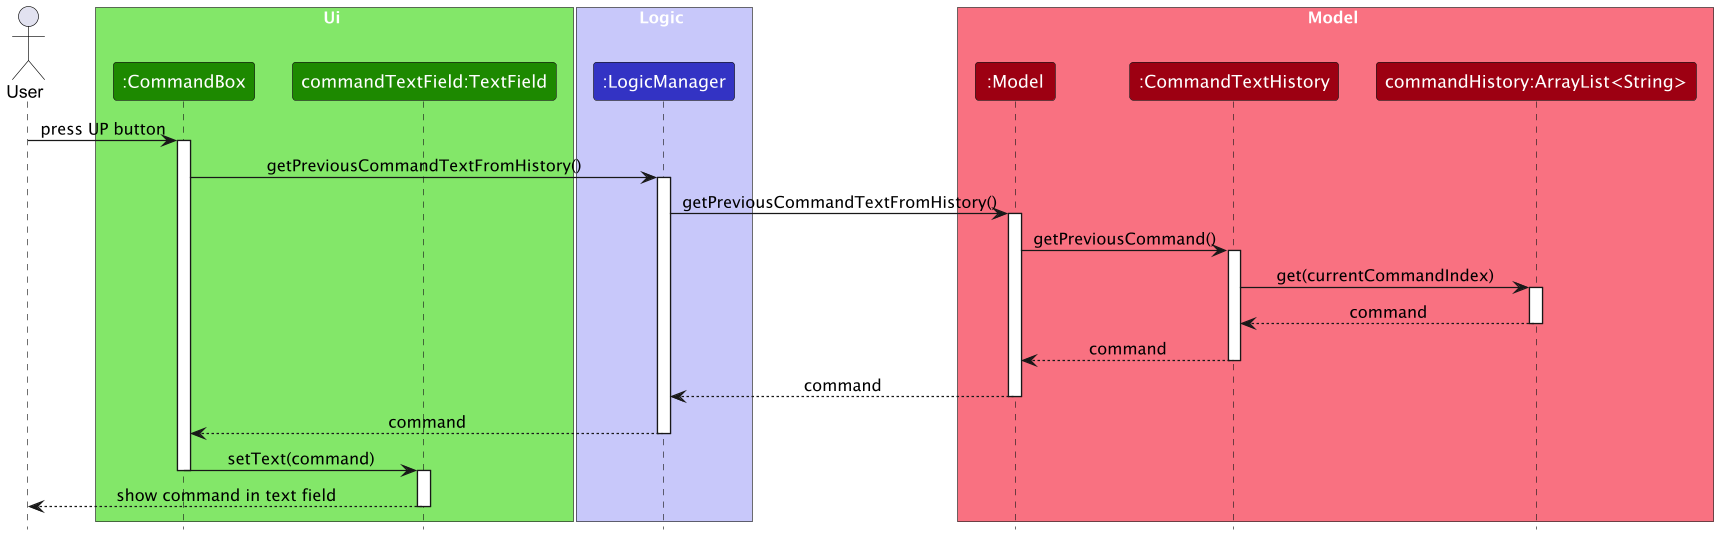 Ui
Logic
Model
User
:CommandBox
commandTextField:TextField
:LogicManager
:Model
:CommandTextHistory
commandHistory:ArrayList<String>
press UP button
getPreviousCommandTextFromHistory()
getPreviousCommandTextFromHistory()
getPreviousCommand()
get(currentCommandIndex)
command
command
command
command
setText(command)
show command in text field